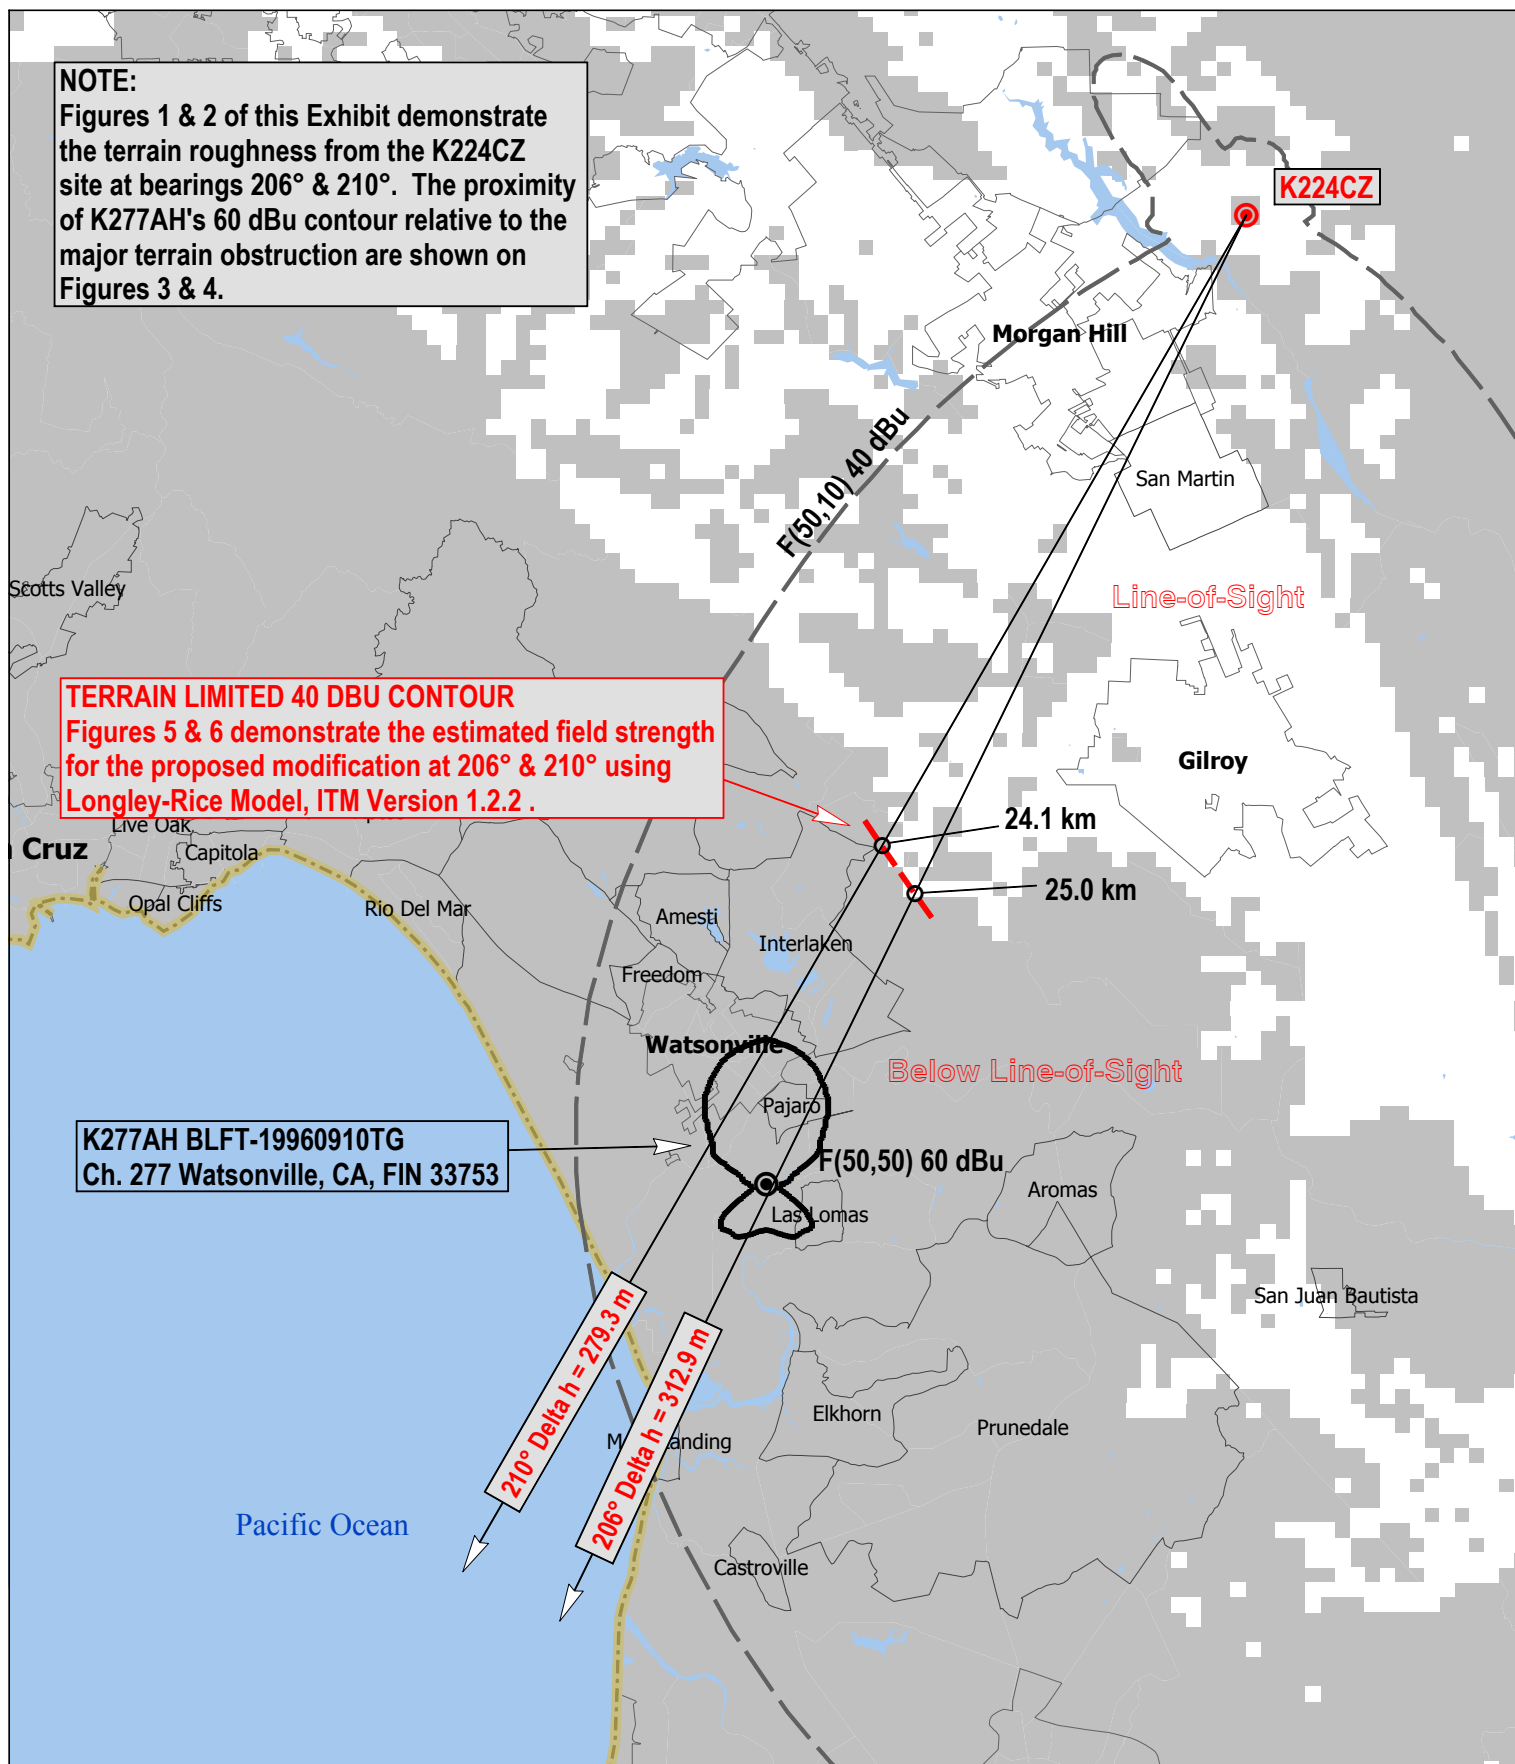 NOTE:
Figures 1 & 2 of this Exhibit demonstrate
the terrain roughness from the K224CZ
site at bearings 206° & 210°.  The proximity
of K277AH's 60 dBu contour relative to the
major terrain obstruction are shown on
Figures 3 & 4.
K224CZ
Morgan Hill
F(50,10) 40 dBu
San Martin
Scotts Valley
Line-of-Sight
TERRAIN LIMITED 40 DBU CONTOUR
Figures 5 & 6 demonstrate the estimated field strength
for the proposed modification at 206° & 210° using
Longley-Rice Model, ITM Version 1.2.2 .
Gilroy
24.1 km
Live Oak
Cruz
Capitola
25.0 km
Opal Cliffs
Rio Del Mar
Amesti
Interlaken
Freedom
Watsonville
Below Line-of-Sight
Pajaro
K277AH BLFT-19960910TG
Ch. 277 Watsonville, CA, FIN 33753
F(50,50) 60 dBu
Aromas
Las Lomas
San Juan Bautista
210° Delta h = 279.3 m
206° Delta h = 312.9 m
Elkhorn
Prunedale
M
anding
Pacific Ocean
Castroville